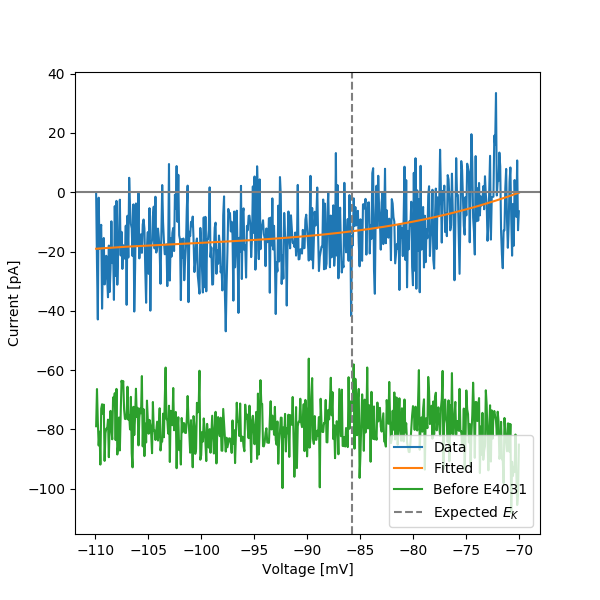 40
20
0
−20
−40
−60
−80
−100
Current [pA]
−110 −105 −100 −95 −90 −85 −80 −75 −70
Voltage [mV]
Data
Fitted
Before E4031
Expected E_K